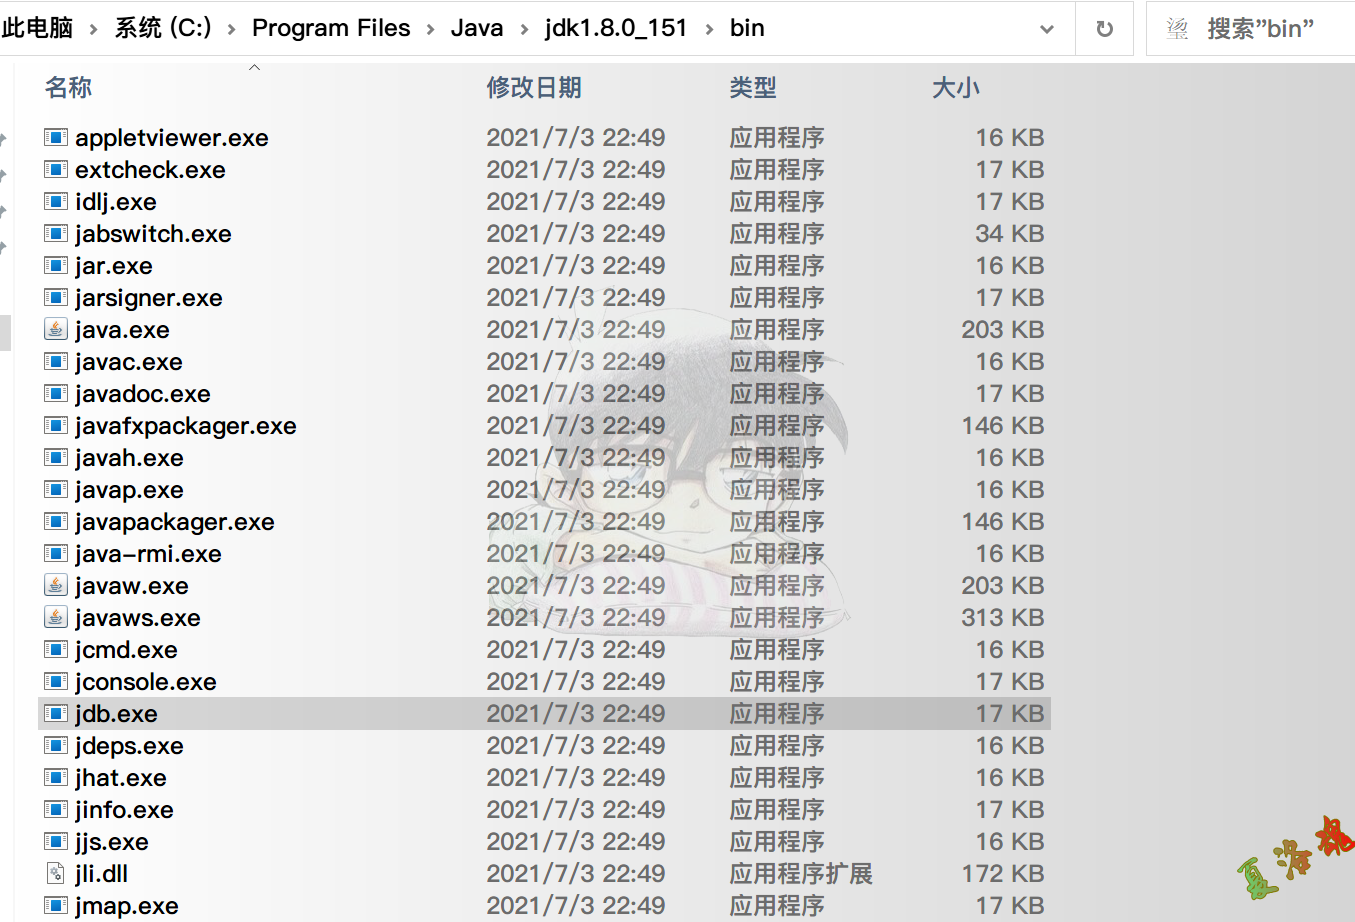 此电脑 › 系统 (C:) › Program Files › Java › jdk1.8.0_151 › bin
搜索"bin"
名称 修改日期 类型 大小
appletviewer.exe 2021/7/3 22:49 应用程序 16 KB
extcheck.exe 2021/7/3 22:49 应用程序 17 KB
idlj.exe 2021/7/3 22:49 应用程序 17 KB
jabswitch.exe 2021/7/3 22:49 应用程序 34 KB
jar.exe 2021/7/3 22:49 应用程序 16 KB
jarsigner.exe 2021/7/3 22:49 应用程序 17 KB
java.exe 2021/7/3 22:49 应用程序 203 KB
javac.exe 2021/7/3 22:49 应用程序 16 KB
javadoc.exe 2021/7/3 22:49 应用程序 17 KB
javafxpackager.exe 2021/7/3 22:49 应用程序 146 KB
javah.exe 2021/7/3 22:49 应用程序 16 KB
javap.exe 2021/7/3 22:49 应用程序 16 KB
javapackager.exe 2021/7/3 22:49 应用程序 146 KB
java-rmi.exe 2021/7/3 22:49 应用程序 16 KB
javaw.exe 2021/7/3 22:49 应用程序 203 KB
javaws.exe 2021/7/3 22:49 应用程序 313 KB
jcmd.exe 2021/7/3 22:49 应用程序 16 KB
jconsole.exe 2021/7/3 22:49 应用程序 17 KB
jdb.exe 2021/7/3 22:49 应用程序 17 KB
jdeps.exe 2021/7/3 22:49 应用程序 16 KB
jhat.exe 2021/7/3 22:49 应用程序 16 KB
jinfo.exe 2021/7/3 22:49 应用程序 17 KB
jjs.exe 2021/7/3 22:49 应用程序 16 KB
jli.dll 2021/7/3 22:49 应用程序扩展 172 KB
jmap.exe 2021/7/3 22:49 应用程序 17 KB
夏洛